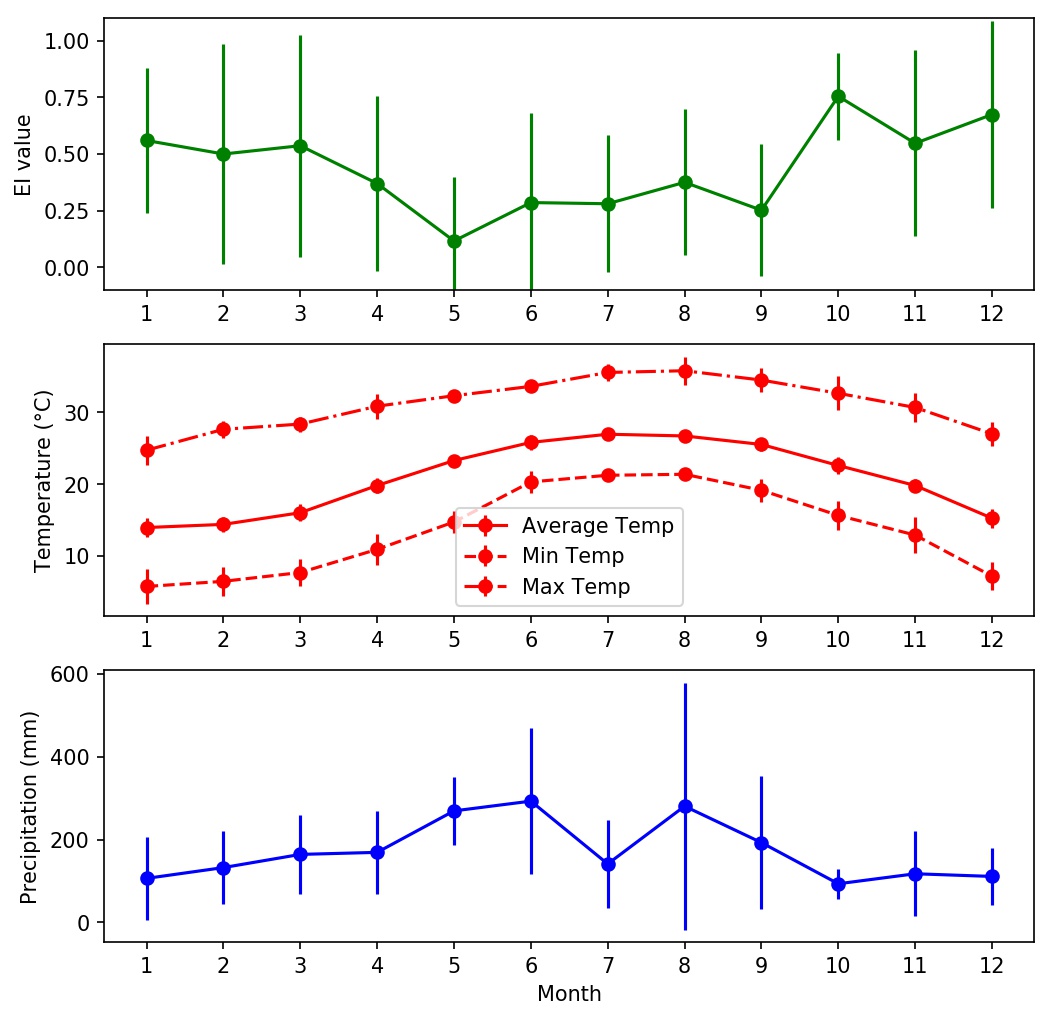 EI value
1.00
0.75
0.50
0.25
0.00
1 2 3 4 5 6 7 8 9 10 11 12
Temperature (°C)
30
20
10
Average Temp
Min Temp
Max Temp
1 2 3 4 5 6 7 8 9 10 11 12
Precipitation (mm)
600
400
200
0
1 2 3 4 5 6 7 8 9 10 11 12
Month